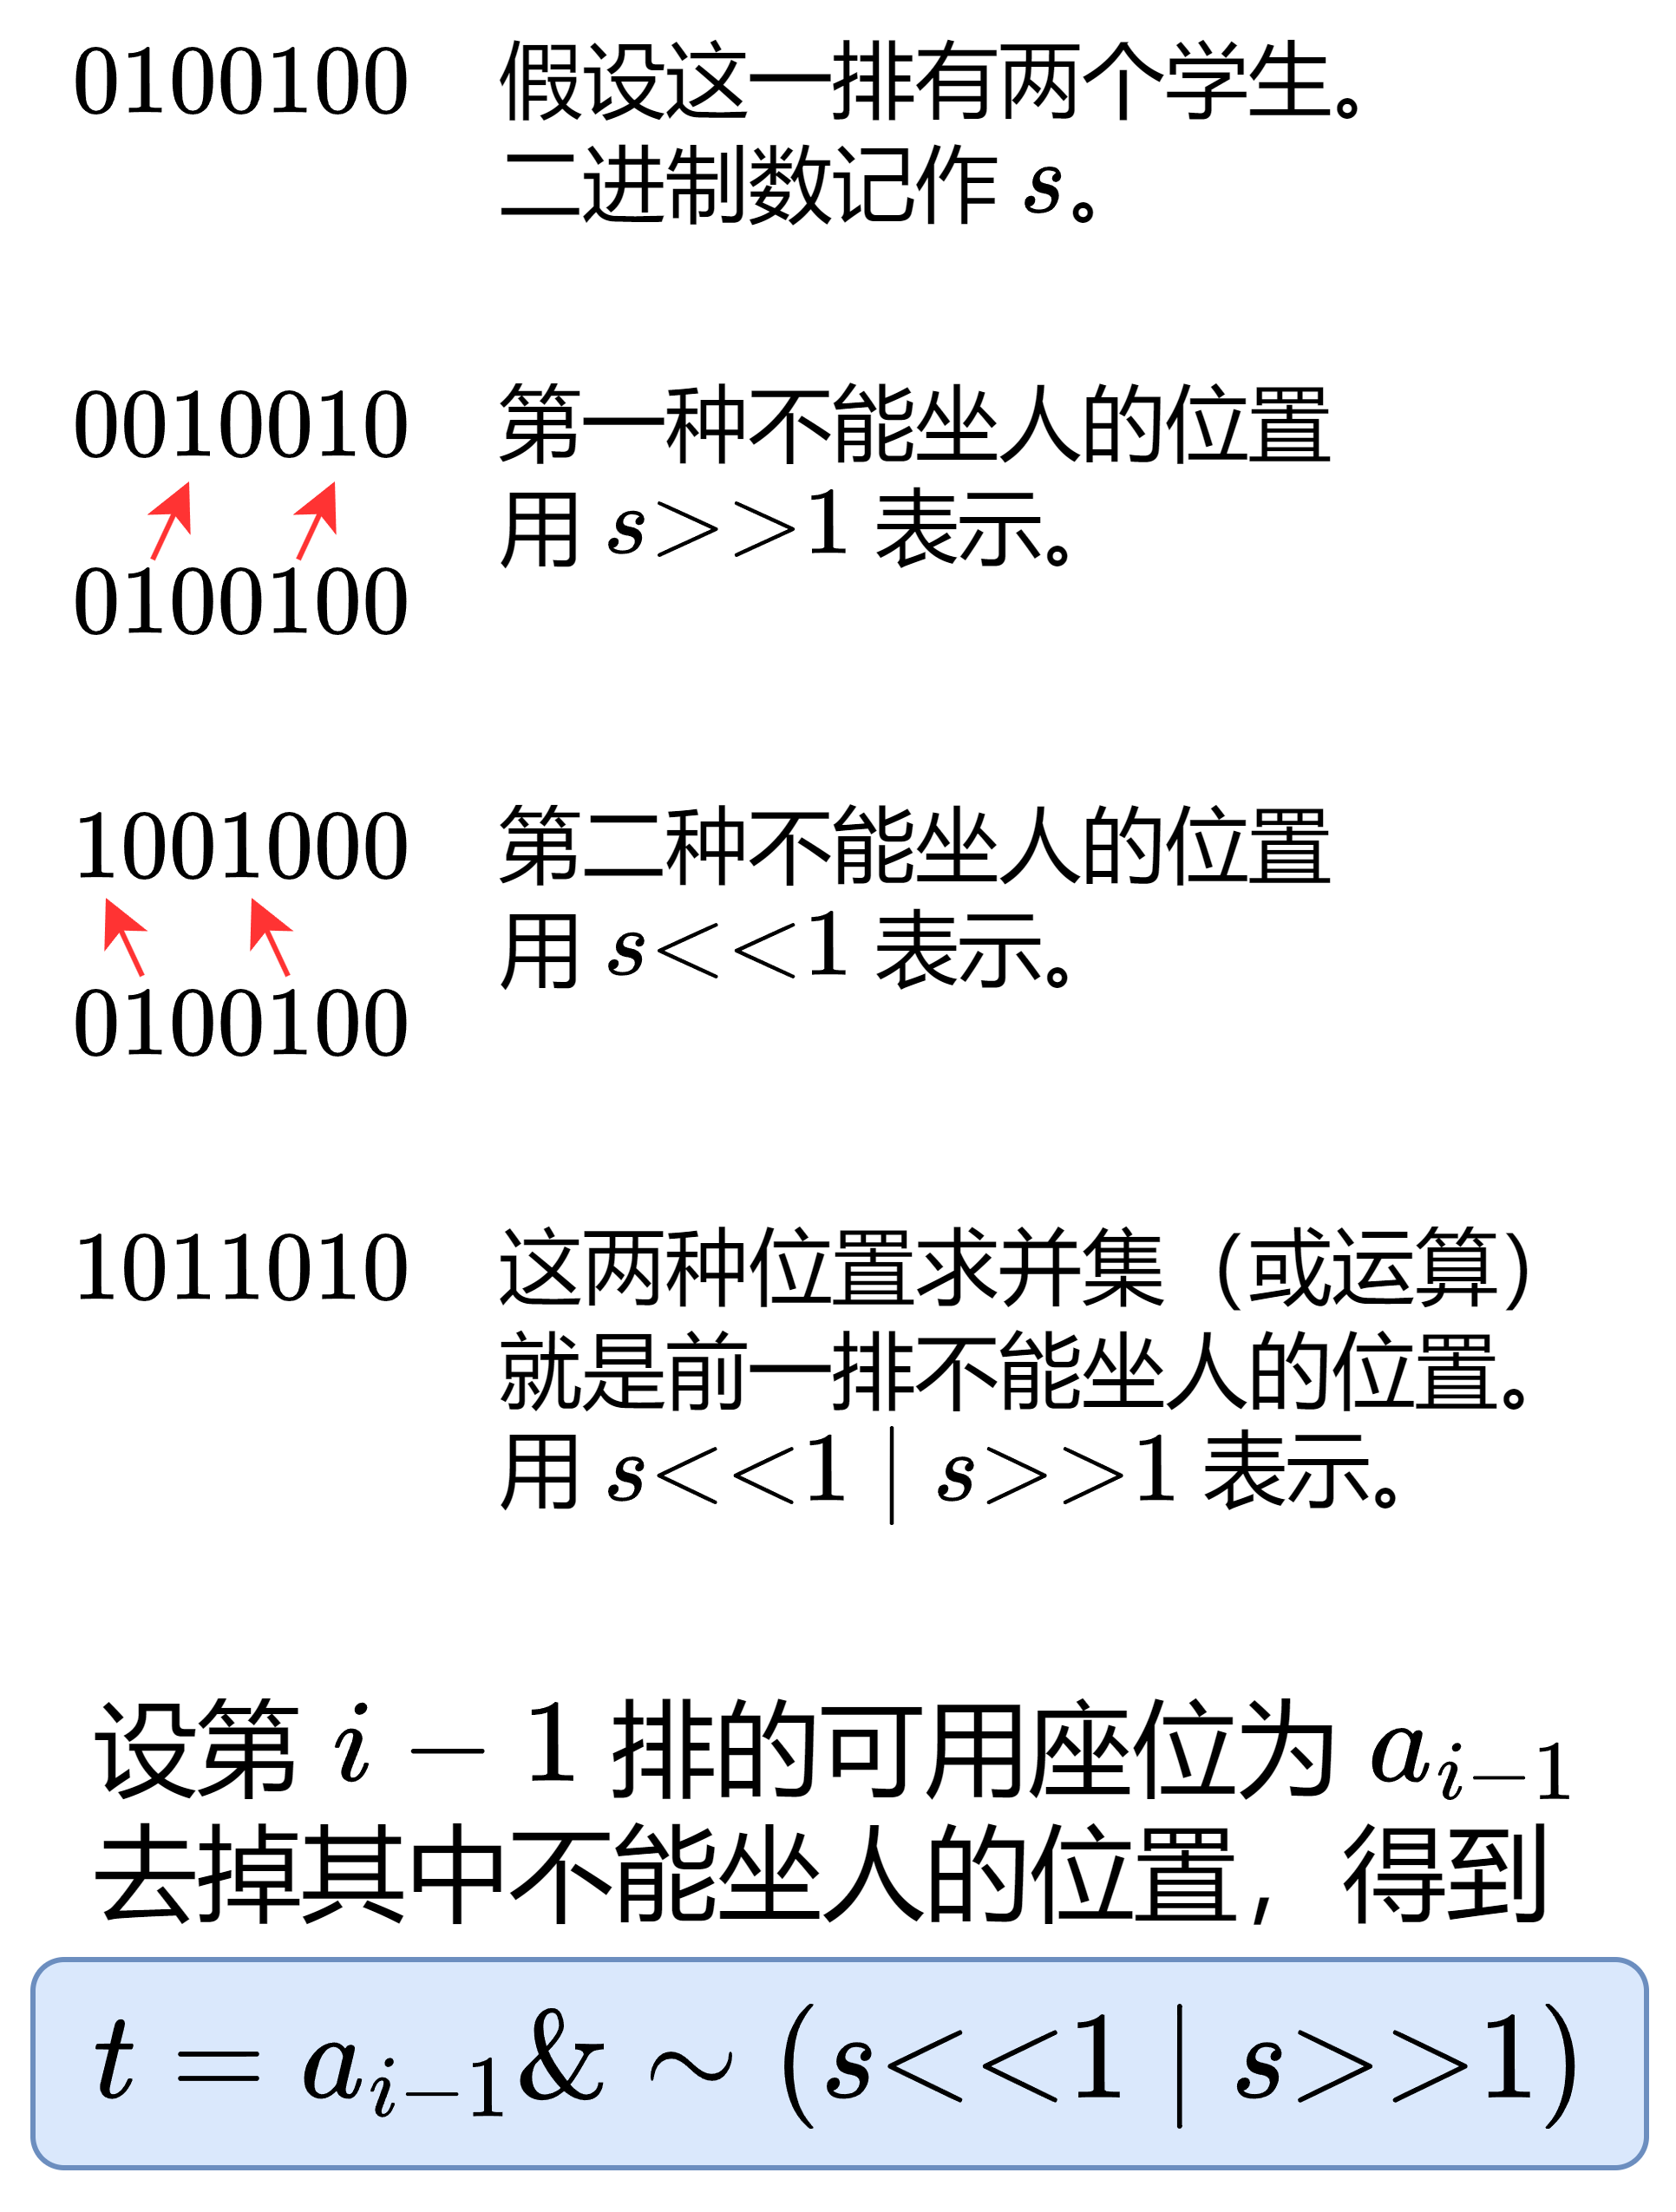 0100100 假设这一排有两个学生。
二进制数记作 s。
0010010 第一种不能坐人的位置
用 s>>1 表示。
0100100
1001000 第二种不能坐人的位置
用 s<<1 表示。
0100100
1011010 这两种位置求并集（或运算）
就是前一排不能坐人的位置。
用 s<<1 | s>>1 表示。
设第 i − 1 排的可用座位为 a_{i−1}
去掉其中不能坐人的位置，得到
t = a_{i−1}& ∼ (s<<1 | s>>1)